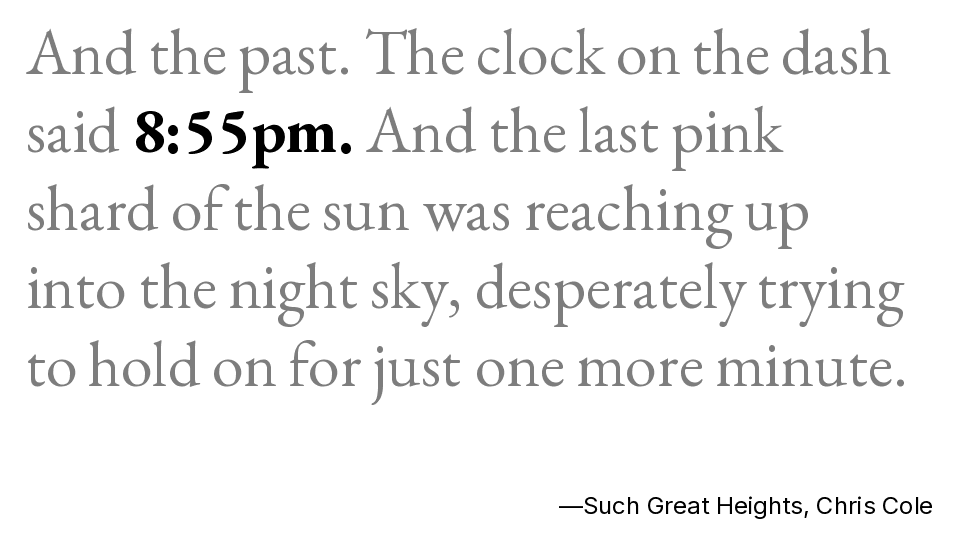 And the past. The clock on the dash
said 8:55pm. And the last pink
shard of the sun was reaching up
into the night sky, desperately trying
to hold on for just one more minute.
—Such Great Heights, Chris Cole